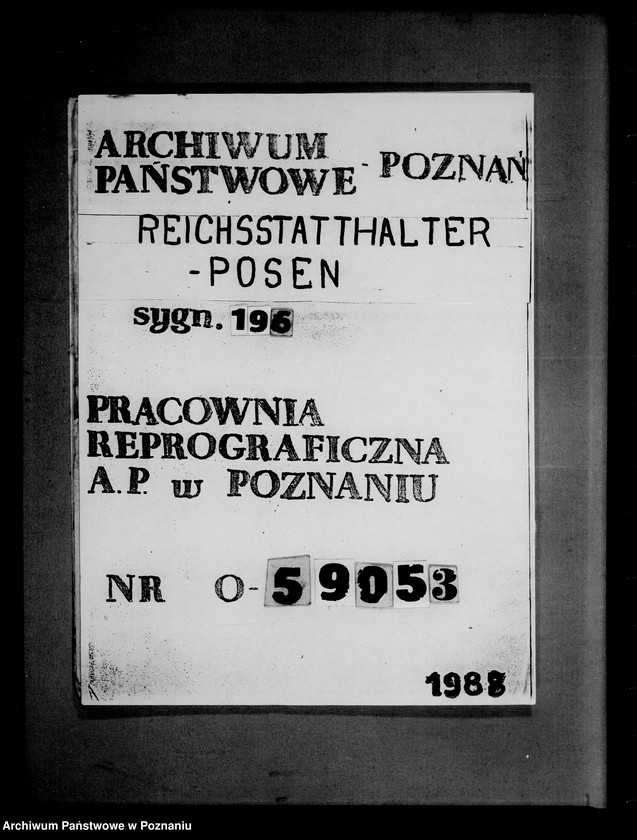 ARCHIWUM
PAŃSTWOWE - POZNAŃ
REICHSSTATTHALTER
-POSEN
sygn. 196
PRACOWNIA
REPROGRAFICZNA
A.P. w POZNANIU
NR O-59053
1988
Archiwum Państwowe w Poznaniu